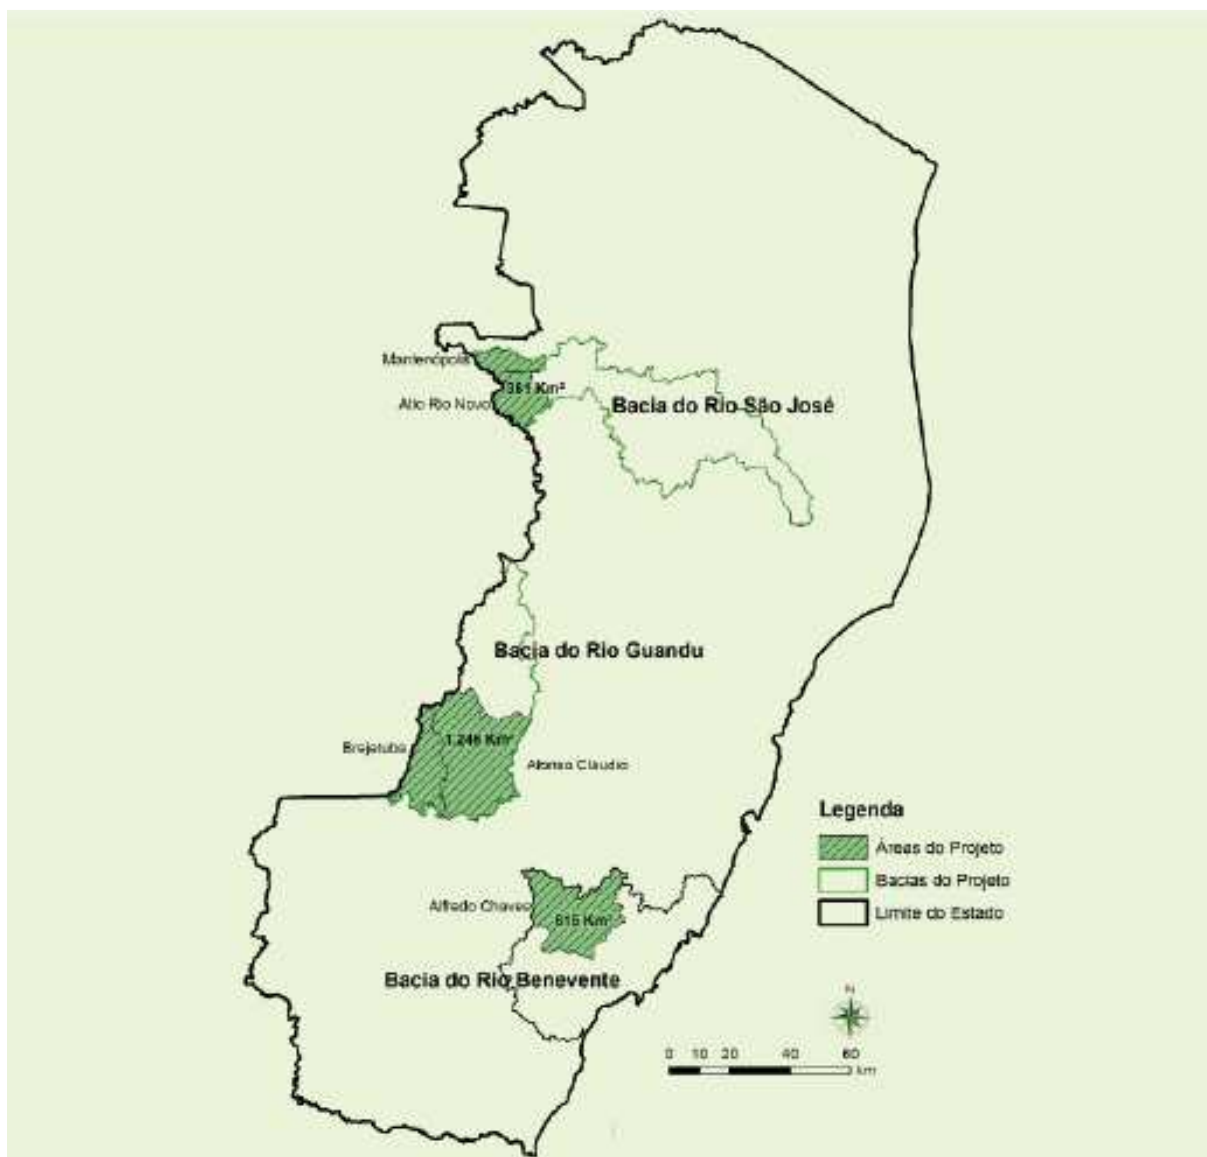 Mantenópolis
381 Km²
Alto Rio Novo
Bacia do Rio São José
Bacia do Rio Guandu
1.246 Km²
Brejetuba
Afonso Cláudio
Legenda
Áreas do Projeto
Bacias do Projeto
Limite do Estado
Alfredo Chaves
615 Km²
Bacia do Rio Benevente
N
0 10 20 40 60
km